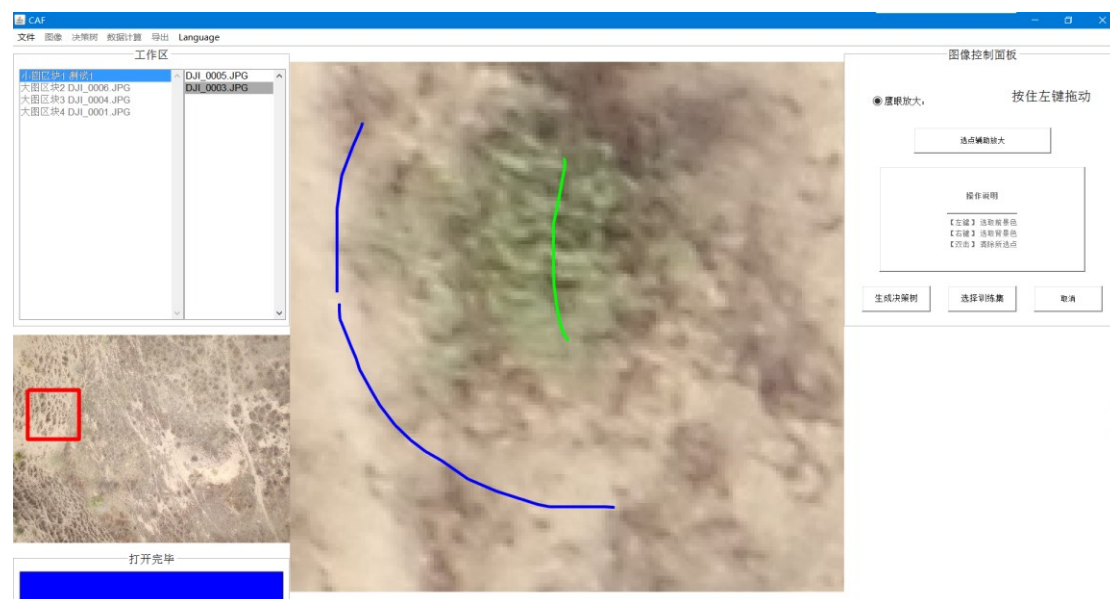 CAF
文件 图像 决策树 数据计算 导出 Language
工作区
小图区块1 测试1
大图区块2 DJI_0006.JPG
大图区块3 DJI_0004.JPG
大图区块4 DJI_0001.JPG
DJI_0005.JPG
DJI_0003.JPG
打开完毕
图像控制面板
鹰眼放大: 按住左键拖动
选点辅助放大
操作说明
【左键】选取前景色
【右键】选取背景色
【双击】清除所选点
生成决策树 选择训练集 取消